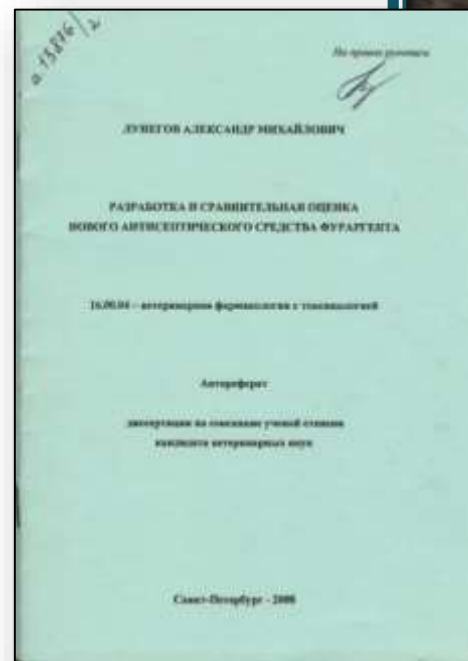 а.15876/2
На правах рукописи
ЛУНЕГОВ АЛЕКСАНДР МИХАЙЛОВИЧ
РАЗРАБОТКА И СРАВНИТЕЛЬНАЯ ОЦЕНКА
НОВОГО АНТИСЕПТИЧЕСКОГО СРЕДСТВА ФУРАРГЕНТА
16.00.04 – ветеринарная фармакология с токсикологией
Автореферат
диссертации на соискание ученой степени
кандидата ветеринарных наук
Санкт-Петербург - 2008